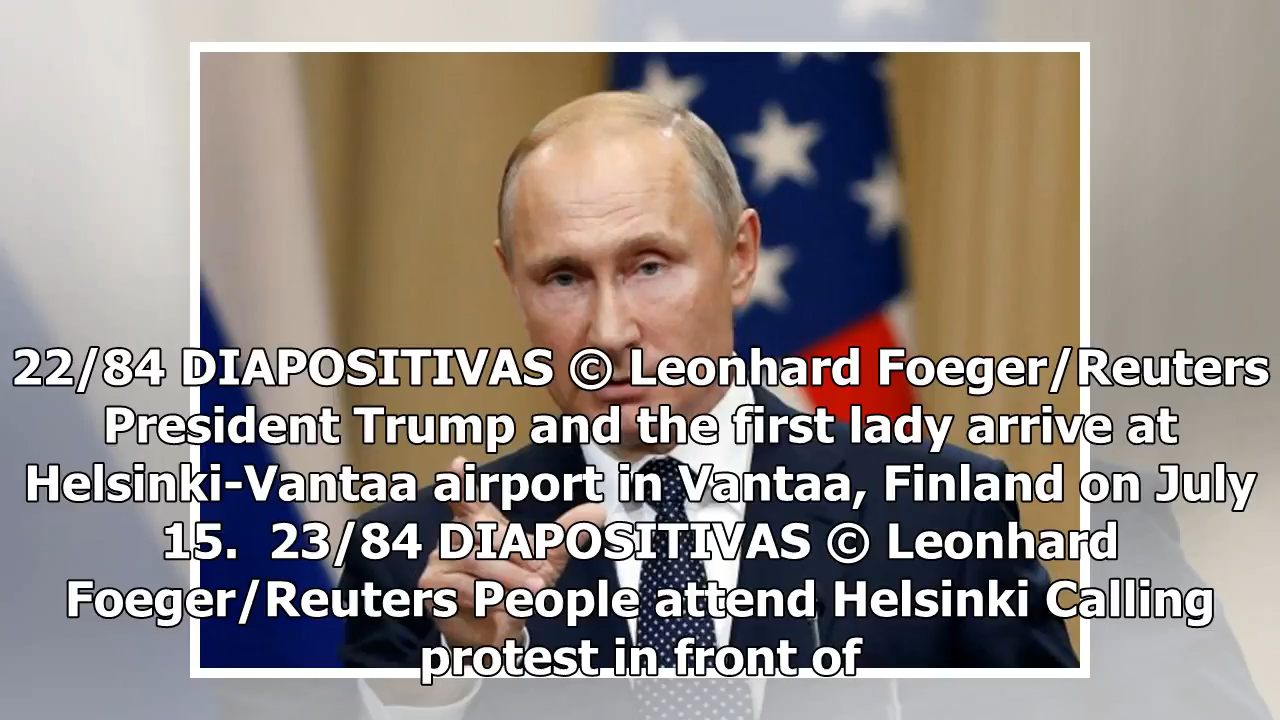 22/84 DIAPOSITIVAS © Leonhard Foeger/Reuters
President Trump and the first lady arrive at
Helsinki-Vantaa airport in Vantaa, Finland on July
15.  23/84 DIAPOSITIVAS © Leonhard
Foeger/Reuters People attend Helsinki Calling
protest in front of